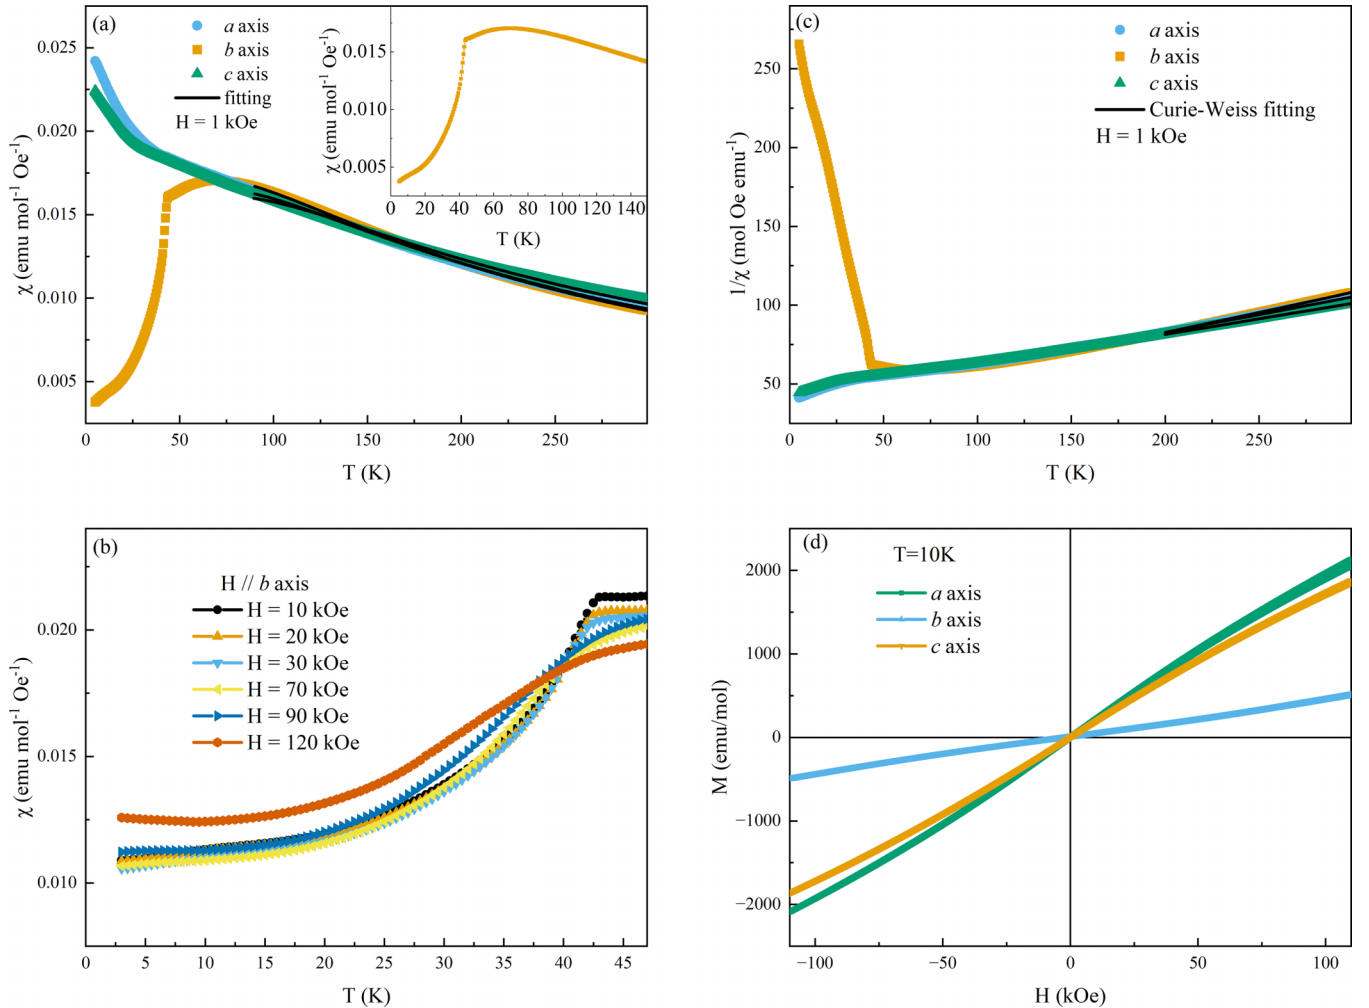 (a)
a axis
b axis
c axis
fitting
H = 1 kOe
0.025
0.020
0.015
0.010
0.005
χ (emu mol⁻¹ Oe⁻¹)
0 50 100 150 200 250
T (K)
0.015
0.010
0.005
χ (emu mol⁻¹ Oe⁻¹)
0 20 40 60 80 100 120 140
T (K)
(c)
a axis
b axis
c axis
Curie-Weiss fitting
H = 1 kOe
250
200
150
100
50
1/χ (mol Oe emu⁻¹)
0 50 100 150 200 250
T (K)
(b)
H // b axis
H = 10 kOe
H = 20 kOe
H = 30 kOe
H = 70 kOe
H = 90 kOe
H = 120 kOe
0.020
0.015
0.010
χ (emu mol⁻¹ Oe⁻¹)
0 5 10 15 20 25 30 35 40 45
T (K)
(d)
T=10K
a axis
b axis
c axis
2000
1000
0
−1000
−2000
M (emu/mol)
−100 −50 0 50 100
H (kOe)